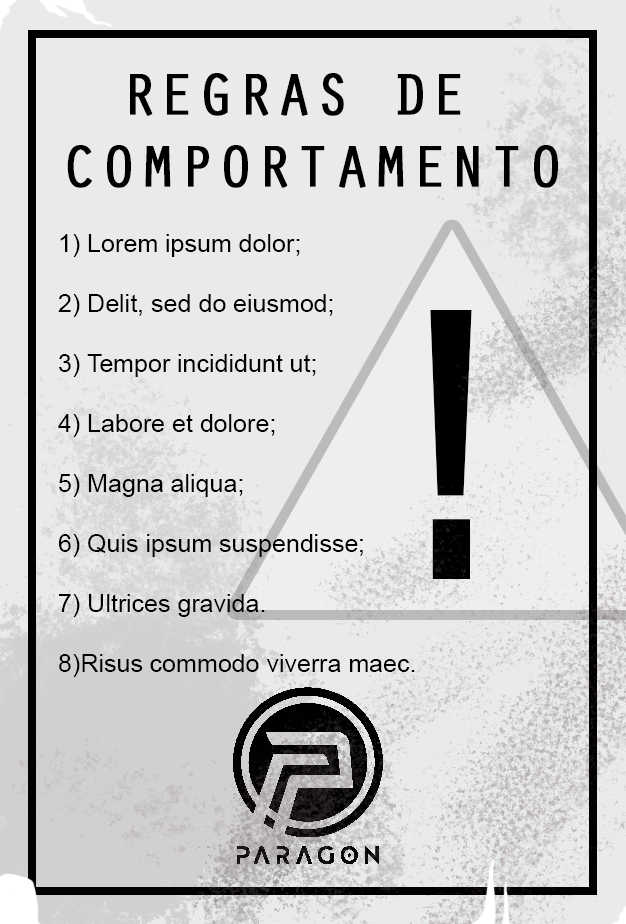 REGRAS DE
COMPORTAMENTO
1) Lorem ipsum dolor;
2) Delit, sed do eiusmod;
3) Tempor incididunt ut;
4) Labore et dolore;
5) Magna aliqua;
6) Quis ipsum suspendisse;
7) Ultrices gravida.
8)Risus commodo viverra maec.
PARAGON